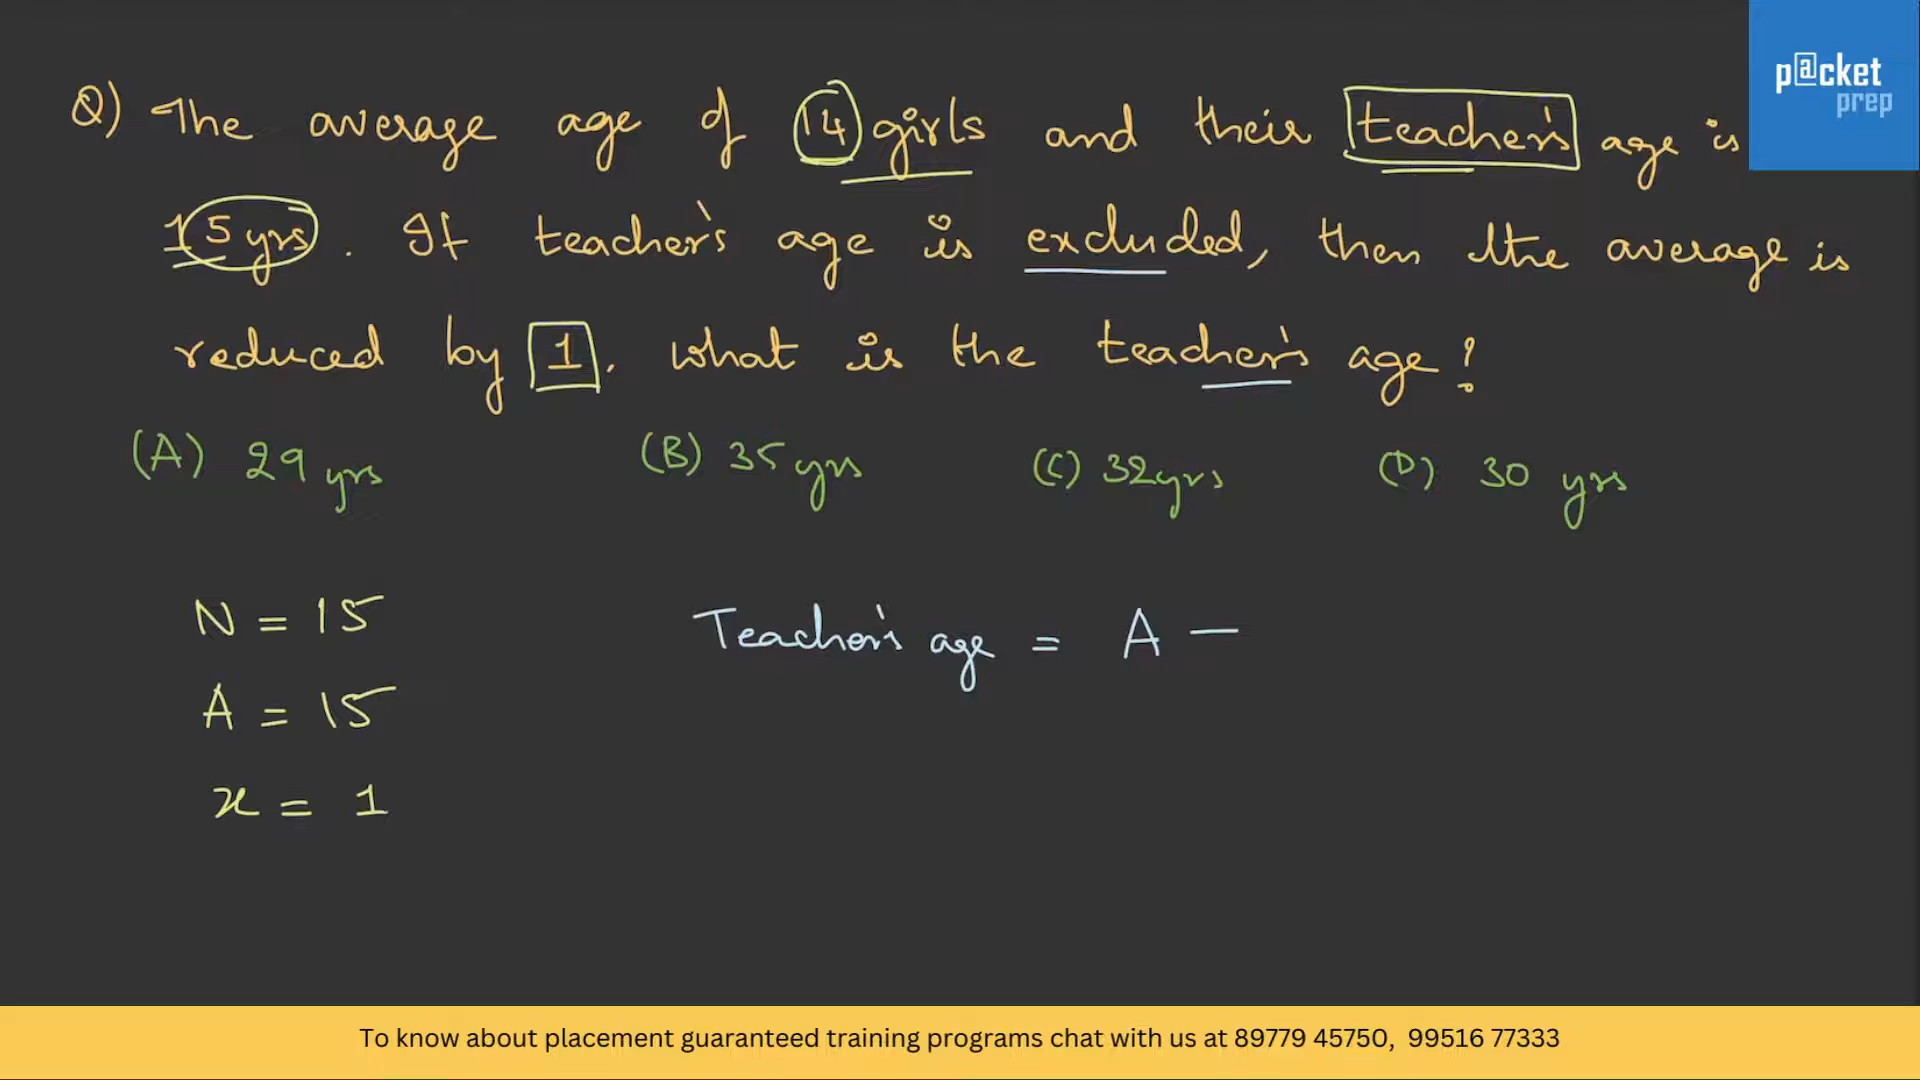 p@cket
prep
Q) The average age of 14 girls and their teacher's age is
15 yrs. If teacher's age is excluded, then the average is
reduced by 1. What is the teacher's age?
(A) 29 yrs (B) 35 yrs (C) 32 yrs (D) 30 yrs
N = 15
Teacher's age = A —
A = 15
x = 1
To know about placement guaranteed training programs chat with us at 89779 45750, 99516 77333